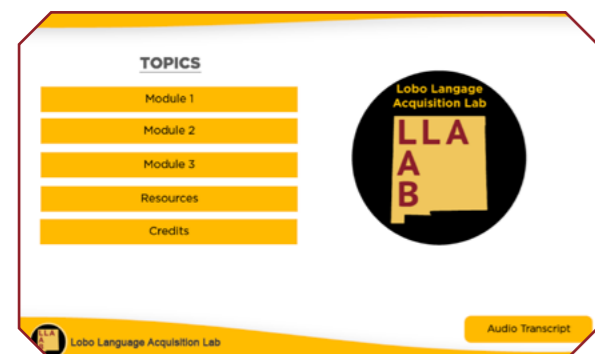 TOPICS
Module 1
Module 2
Module 3
Resources
Credits
Lobo Langage
Acquisition Lab
LLA
A
B
LLA
A
B
Lobo Language Acquisition Lab
Audio Transcript